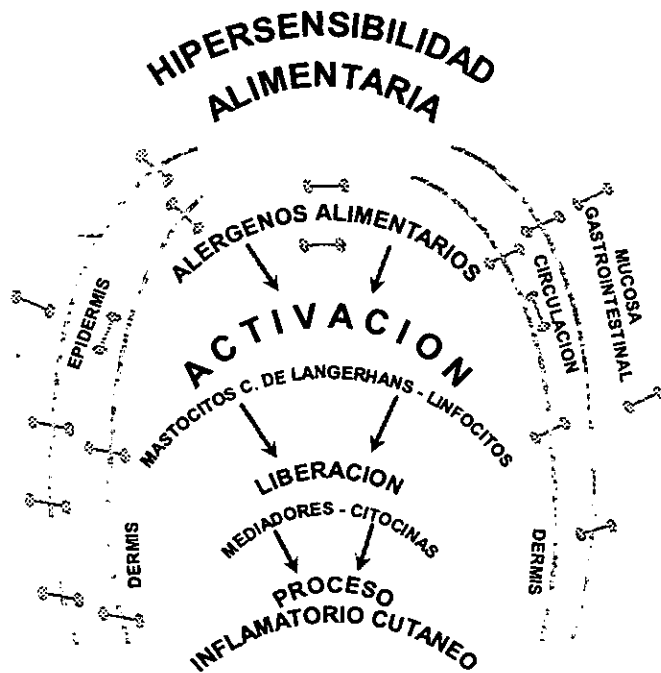 HIPERSENSIBILIDAD
ALIMENTARIA
ALERGENOS ALIMENTARIOS
EPIDERMIS
CIRCULACION
MUCOSA
GASTROINTESTINAL
ACTIVACION
MASTOCITOS C. DE LANGERHANS - LINFOCITOS
LIBERACION
MEDIADORES - CITOCINAS
DERMIS
DERMIS
PROCESO
INFLAMATORIO CUTANEO